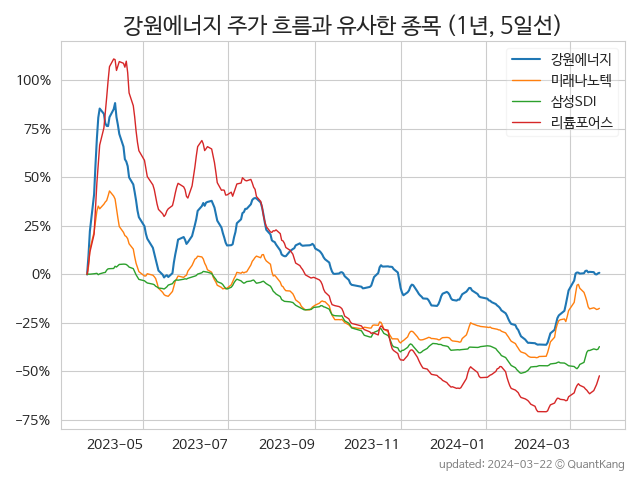 강원에너지 주가 흐름과 유사한 종목 (1년, 5일선)
강원에너지
미래나노텍
삼성SDI
리튬포어스
100%
75%
50%
25%
0%
−25%
−50%
−75%
2023-05 2023-07 2023-09 2023-11 2024-01 2024-03
updated: 2024-03-22 © QuantKang